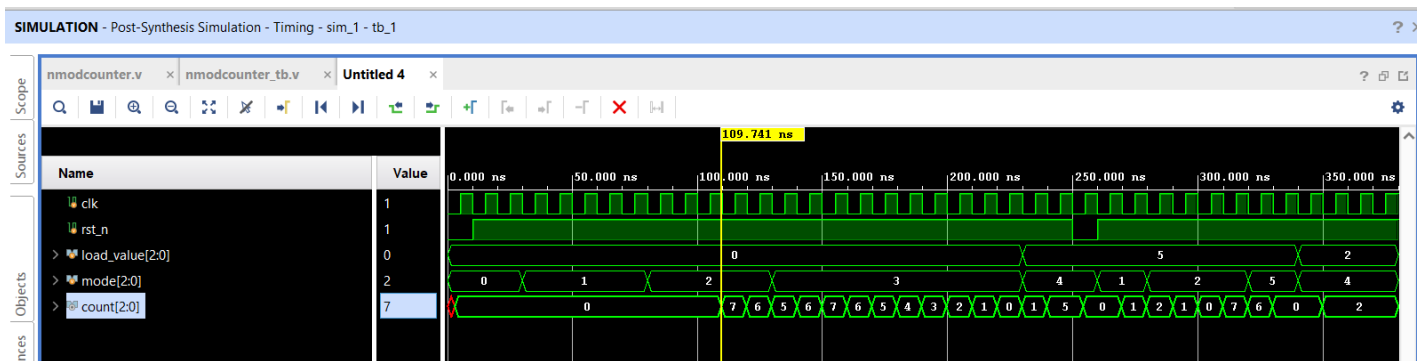 SIMULATION - Post-Synthesis Simulation - Timing - sim_1 - tb_1
?
nmodcounter.v × nmodcounter_tb.v × Untitled 4 × ?
Scope
Sources
Objects
109.741 ns
Name Value 0.000 ns 50.000 ns 100.000 ns 150.000 ns 200.000 ns 250.000 ns 300.000 ns 350.000 ns
clk 1
rst_n 1
> load_value[2:0] 0 0 5 2
> mode[2:0] 2 0 1 2 3 4 1 2 5 4
> count[2:0] 7 0 7 6 5 6 7 6 5 4 3 2 1 0 1 5 0 1 2 1 0 7 6 0 2